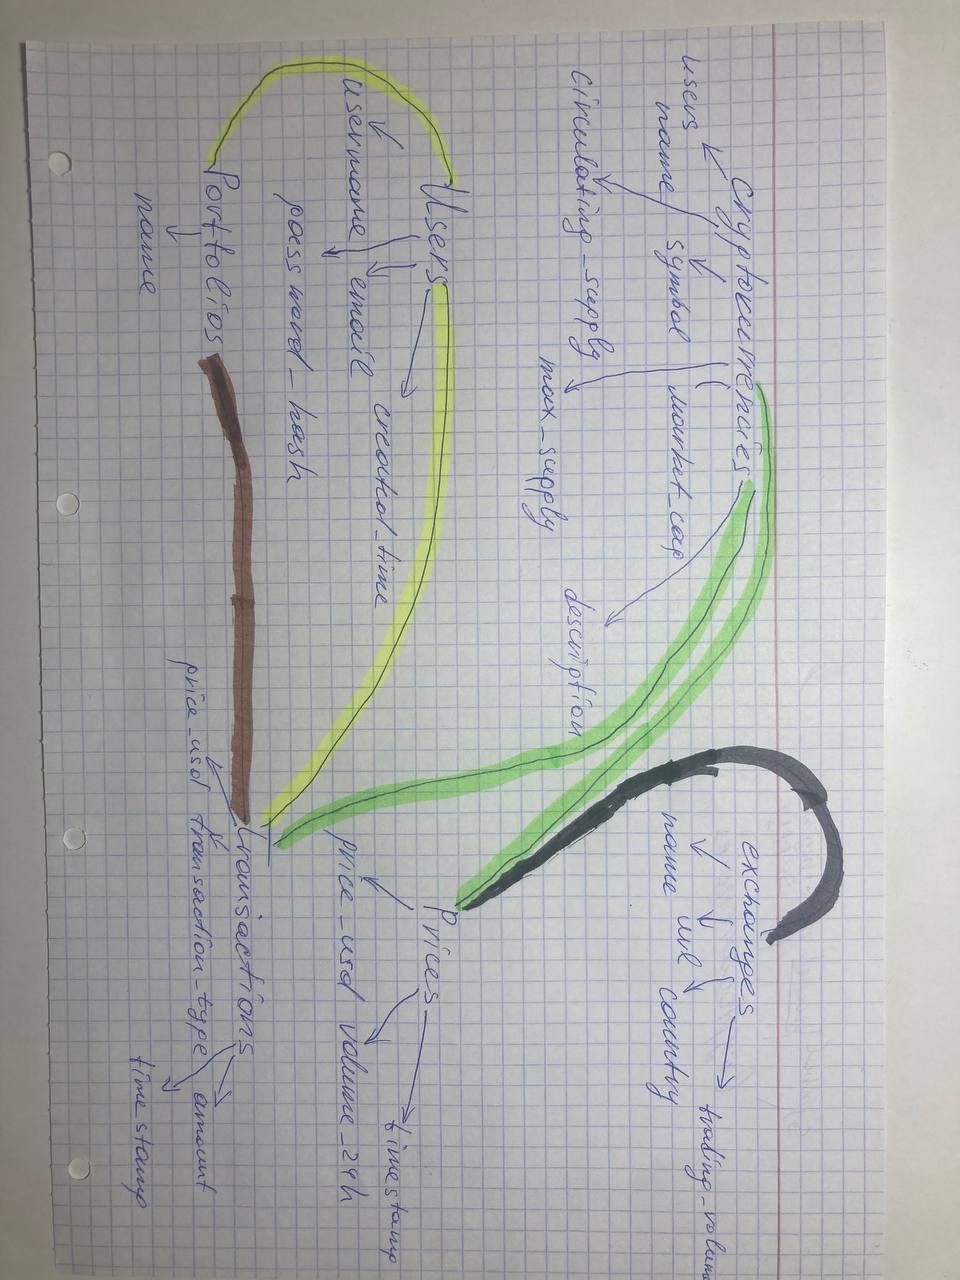 Cryptocurrencies
users
name
symbol
market_cap
circulating_supply
max_supply
description
exchanges
name
url
country
trading_volume
Users
username
email
created_time
password_hash
Prices
price_usd
volume_24h
timestamp
Portfolios
name
transactions
price_usd
transaction_type
amount
timestamp